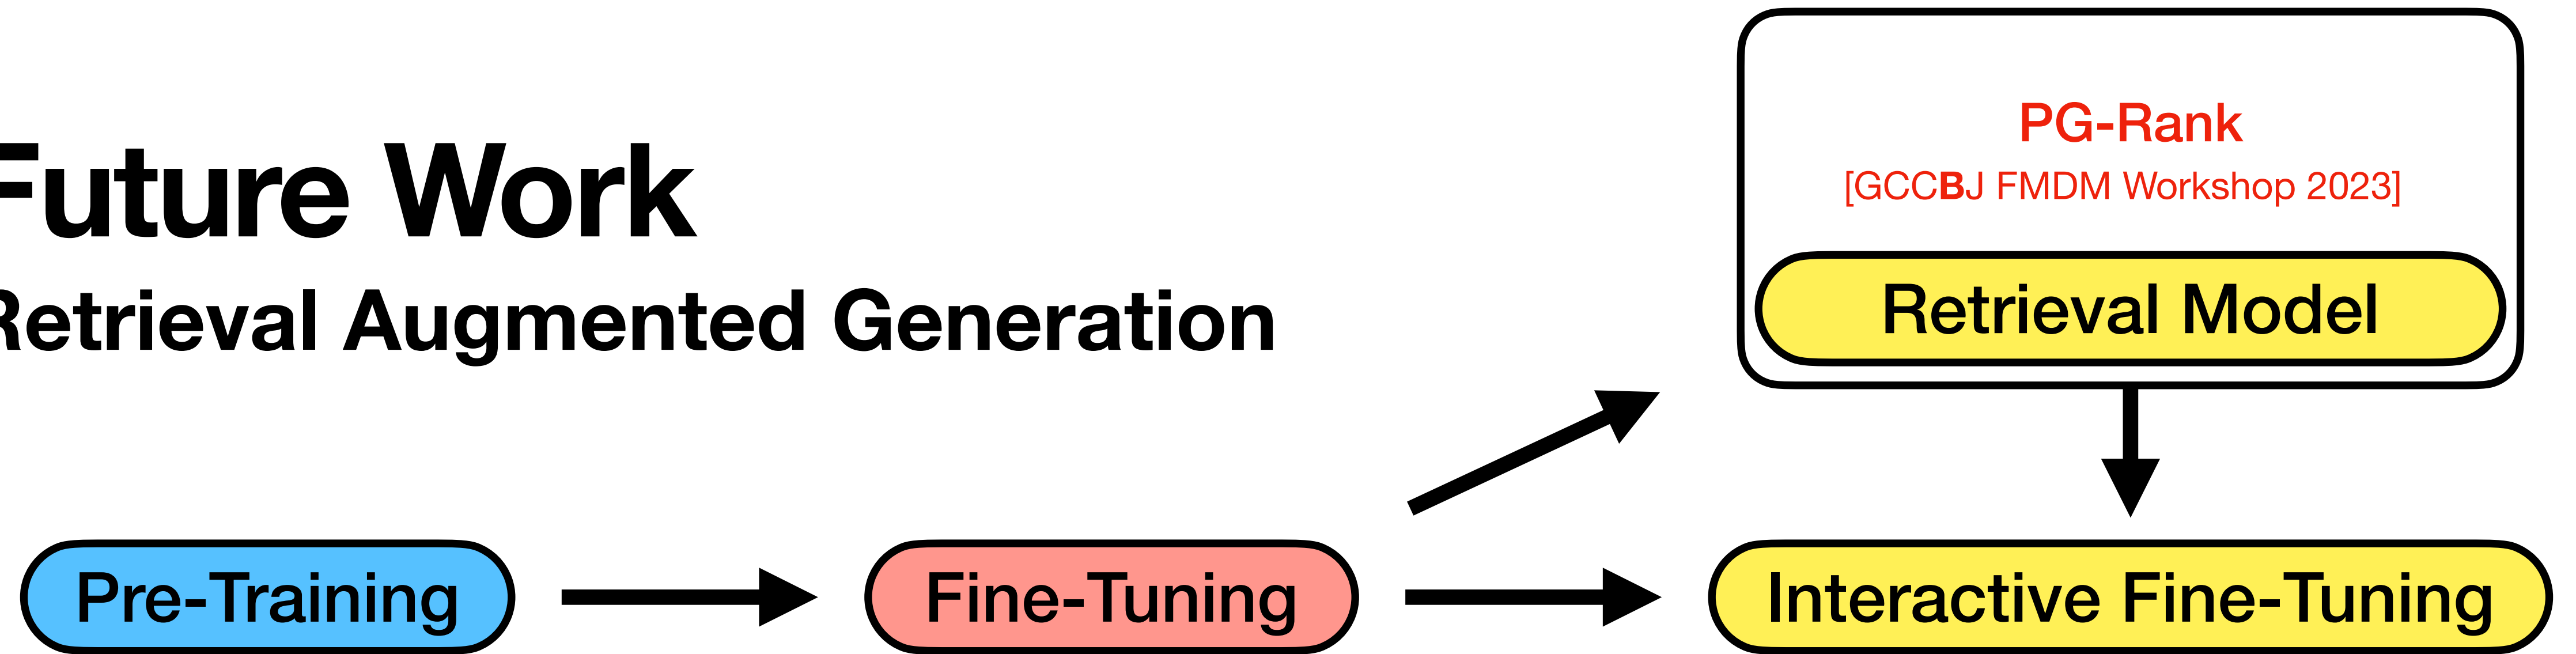 Future Work
Retrieval Augmented Generation
PG-Rank
[GCCBJ FMDM Workshop 2023]
Retrieval Model
Pre-Training
Fine-Tuning
Interactive Fine-Tuning